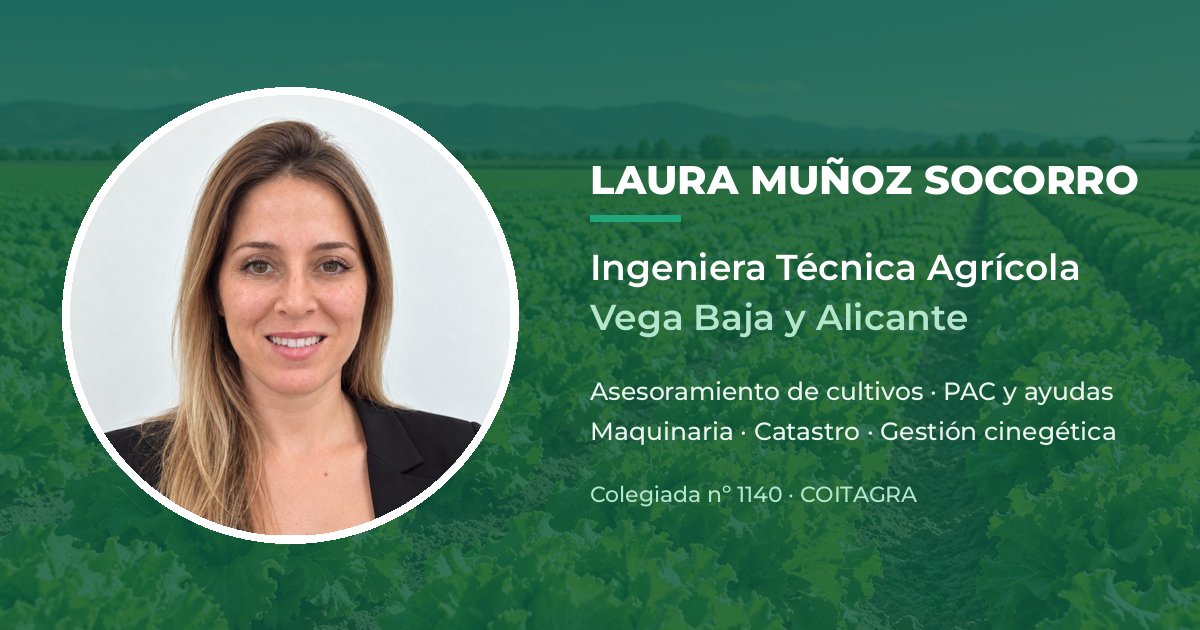 LAURA MUÑOZ SOCORRO
Ingeniera Técnica Agrícola
Vega Baja y Alicante
Asesoramiento de cultivos · PAC y ayudas
Maquinaria · Catastro · Gestión cinegética
Colegiada nº 1140 · COITAGRA